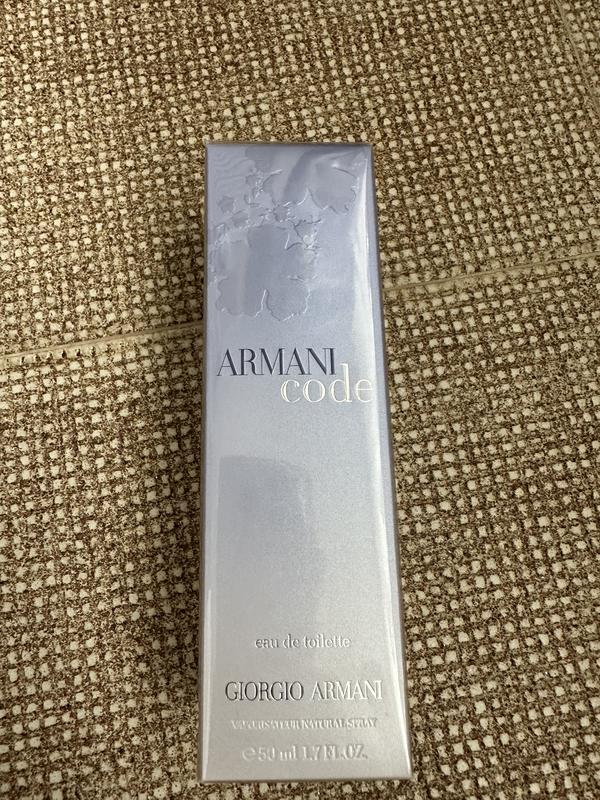 ARMANI
code
eau de toilette
GIORGIO ARMANI
VAPORISATEUR NATURAL SPRAY
℮ 50 ml 1.7 FL.OZ.